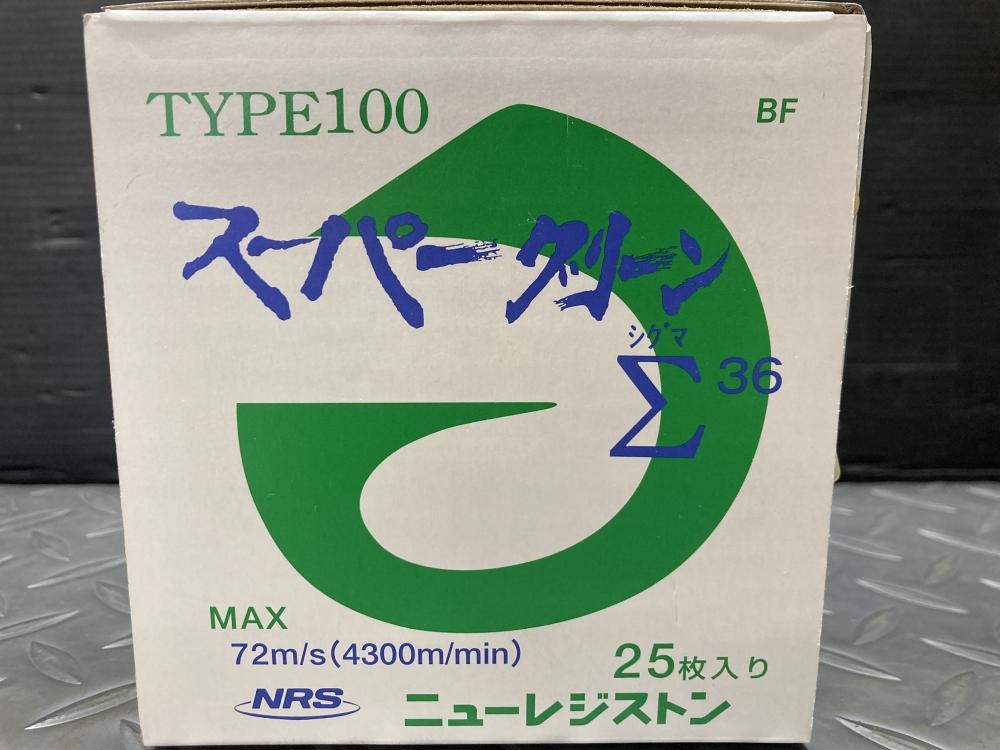 TYPE100
BF
スーパーグリーン
シグマ
Σ36
MAX
72m/s(4300m/min)
25枚入り
NRS ニューレジストン